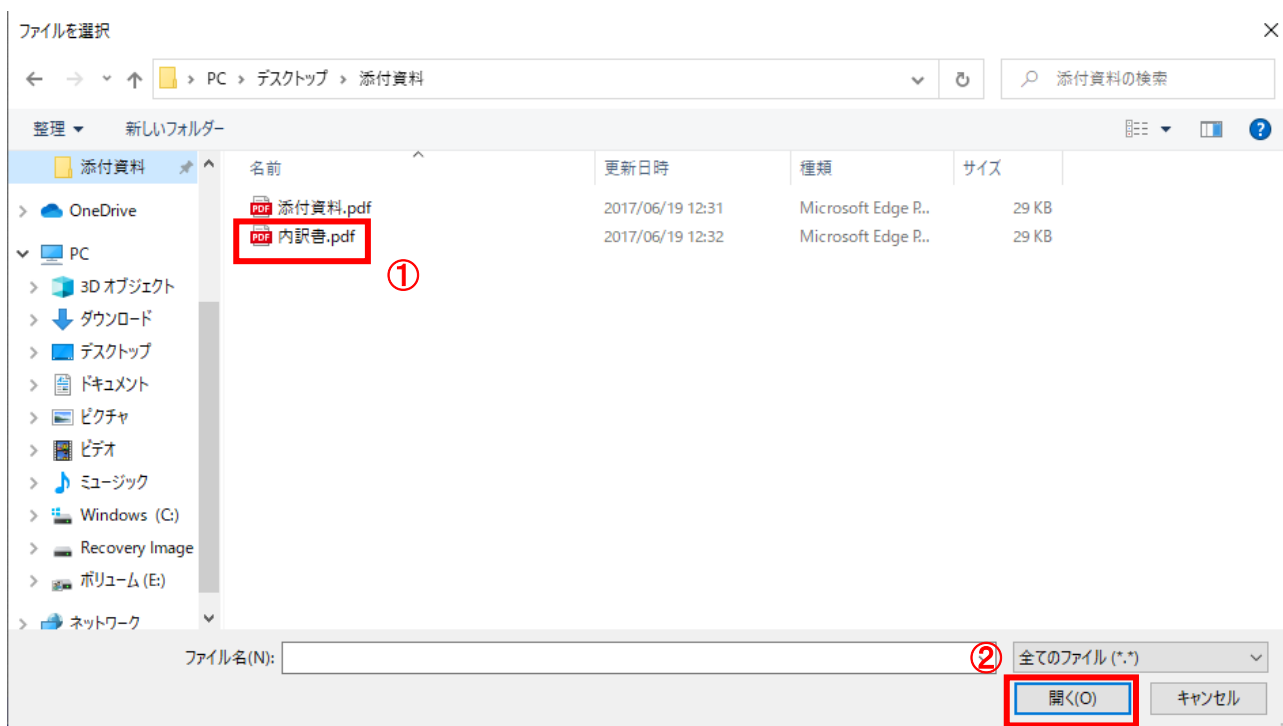 ファイルを選択
PC › デスクトップ › 添付資料
添付資料の検索
整理
新しいフォルダー
添付資料
名前 更新日時 種類 サイズ
OneDrive
添付資料.pdf 2017/06/19 12:31 Microsoft Edge P... 29 KB
内訳書.pdf 2017/06/19 12:32 Microsoft Edge P... 29 KB
①
PC
3D オブジェクト
ダウンロード
デスクトップ
ドキュメント
ピクチャ
ビデオ
ミュージック
Windows (C:)
Recovery Image
ボリューム (E:)
ネットワーク
ファイル名(N):
②
全てのファイル (*.*)
開く(O)
キャンセル